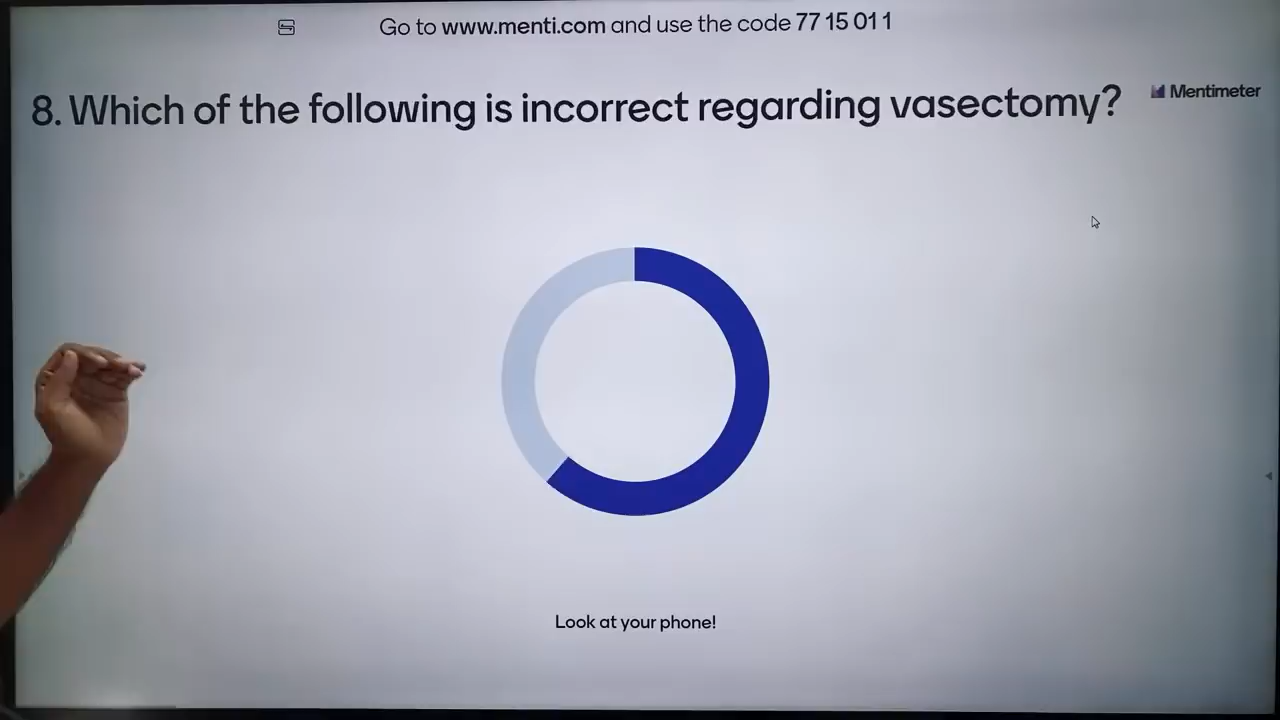 Go to www.menti.com and use the code 77 15 01 1
8. Which of the following is incorrect regarding vasectomy?
Mentimeter
Look at your phone!